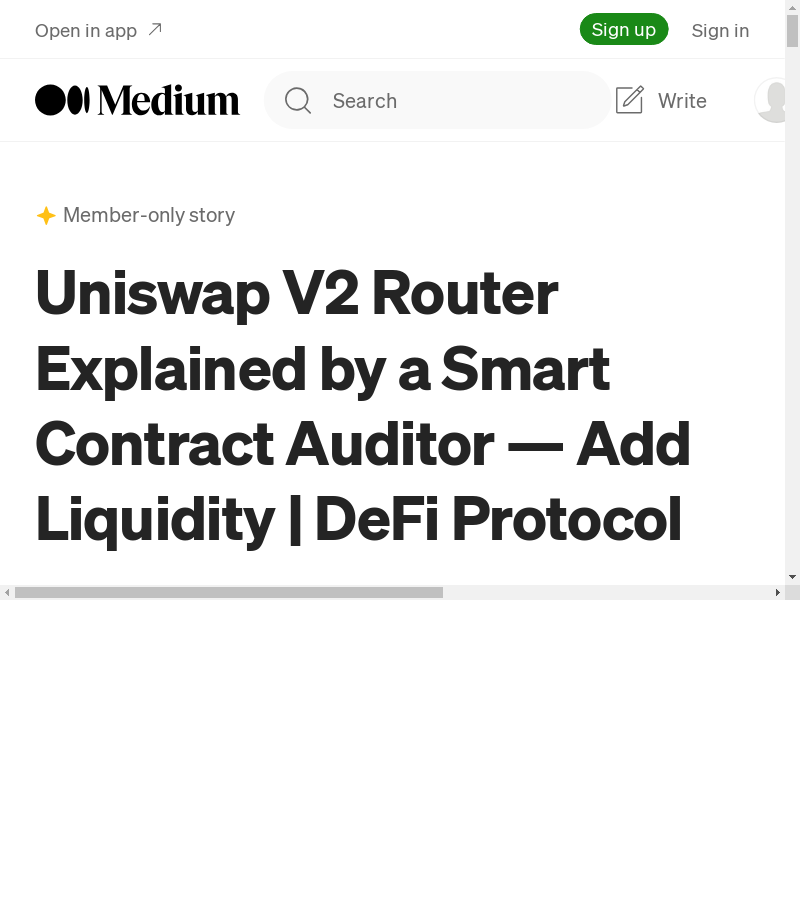 Open in app
Sign up
Sign in
Medium
Search
Write
Member-only story
Uniswap V2 Router
Explained by a Smart
Contract Auditor — Add
Liquidity | DeFi Protocol